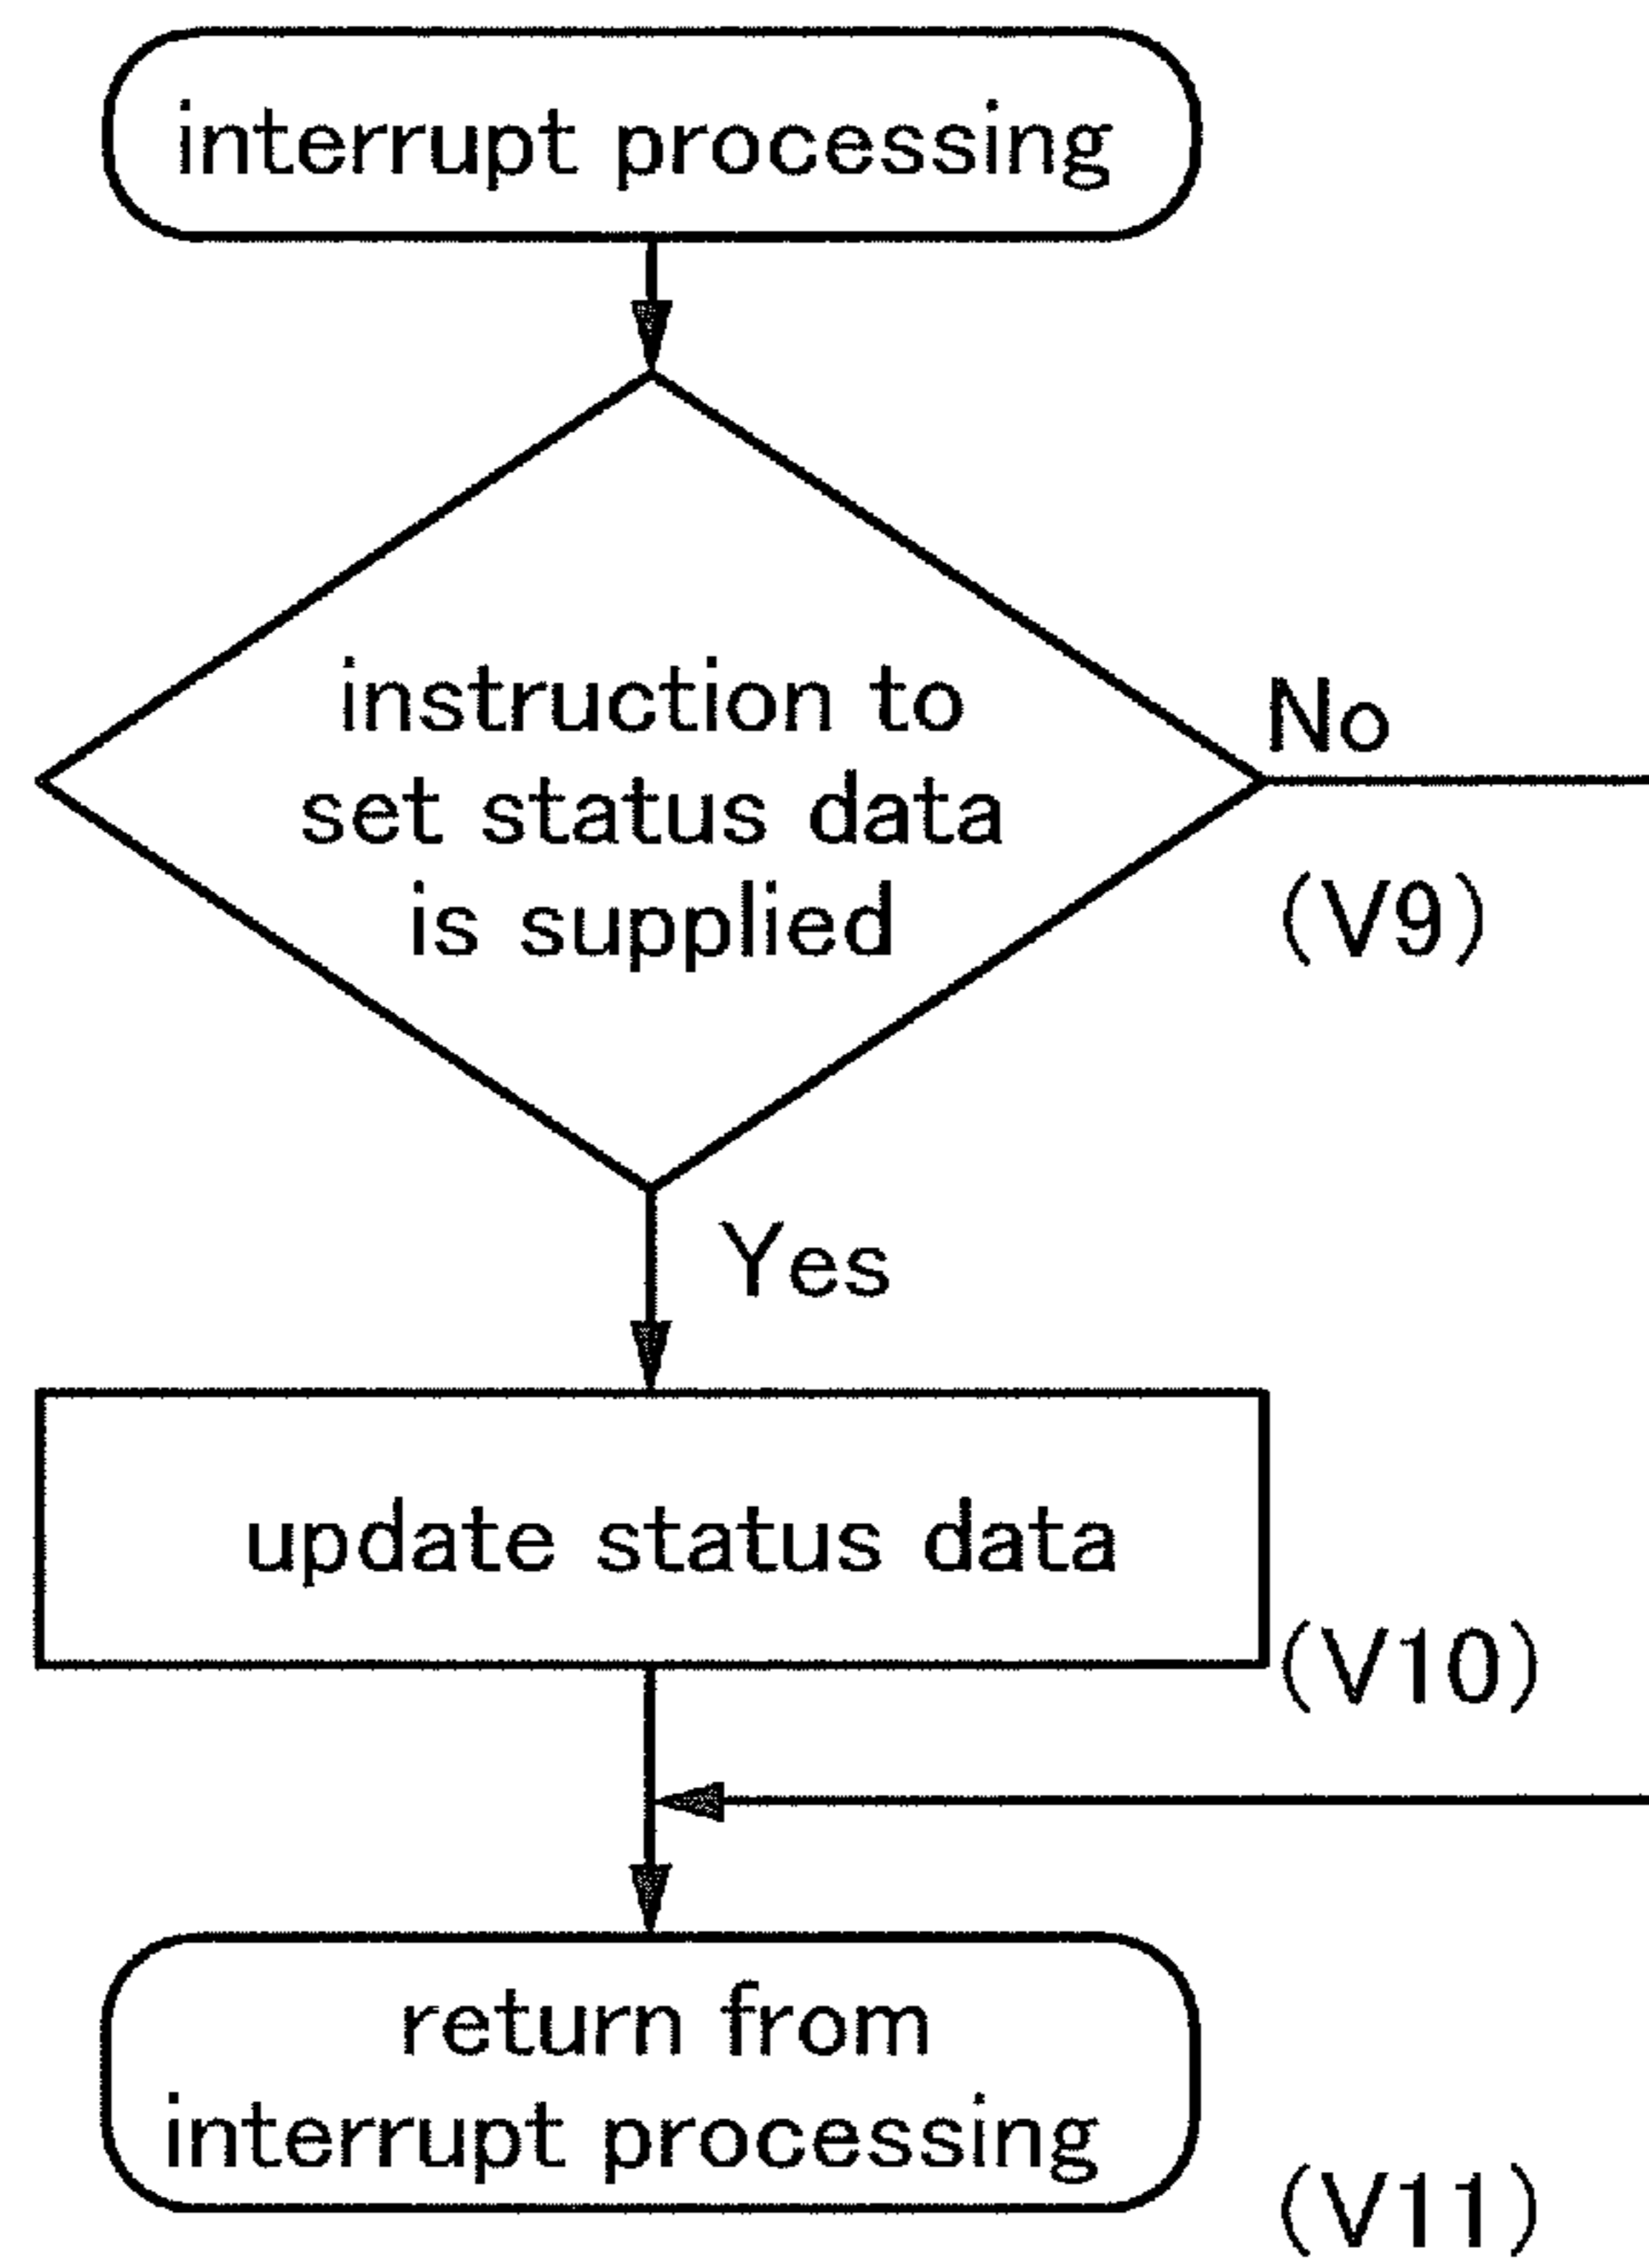 interrupt processing
instruction to
set status data
is supplied
No
(V9)
Yes
update status data
(V10)
return from
interrupt processing
(V11)